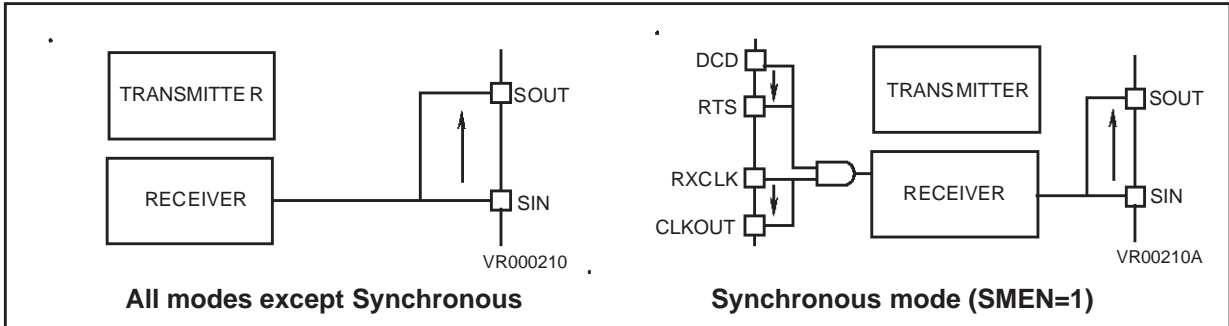 TRANSMITTE R
RECEIVER
SOUT
SIN
VR000210
All modes except Synchronous
DCD
RTS
RXCLK
CLKOUT
TRANSMITTER
RECEIVER
SOUT
SIN
VR00210A
Synchronous mode (SMEN=1)